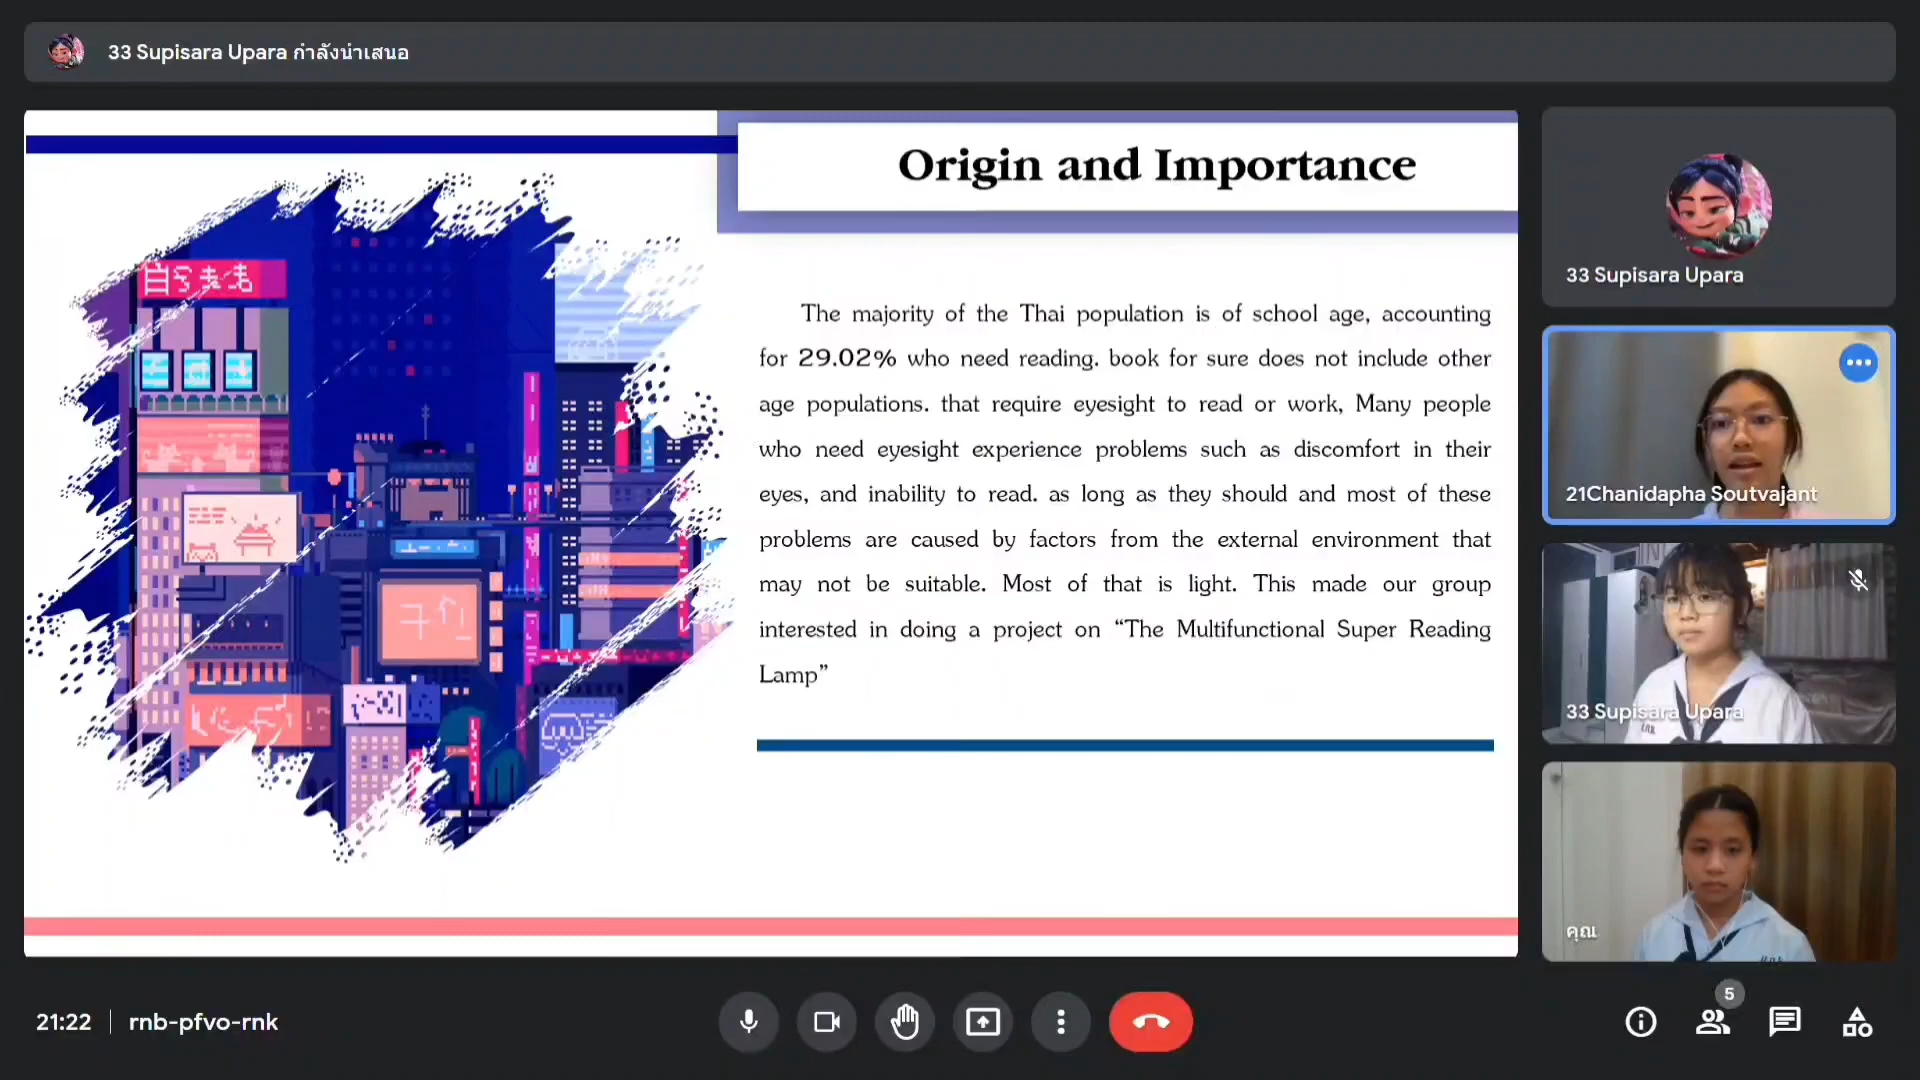 33 Supisara Upara กำลังนำเสนอ
Origin and Importance
The majority of the Thai population is of school age, accounting
for 29.02% who need reading. book for sure does not include other
age populations. that require eyesight to read or work, Many people
who need eyesight experience problems such as discomfort in their
eyes, and inability to read. as long as they should and most of these
problems are caused by factors from the external environment that
may not be suitable. Most of that is light. This made our group
interested in doing a project on “The Multifunctional Super Reading
Lamp”
33 Supisara Upara
21Chanidapha Soutvajant
33 Supisara Upara
คุณ
21:22
rnb-pfvo-rnk
5